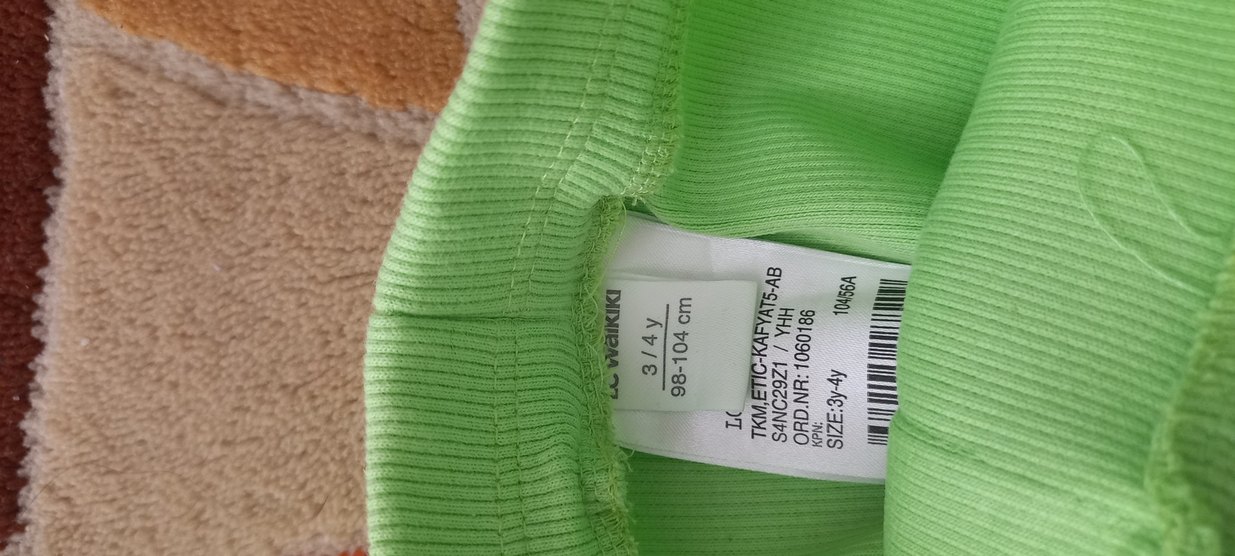 LC WAIKIKI
3 / 4 y
98-104 cm
TKM,ETIC-KAFYAT5-AB
S4NC29Z1 / YHH
ORD.NR:1060186
KPN:
SIZE:3y-4y
104/56A